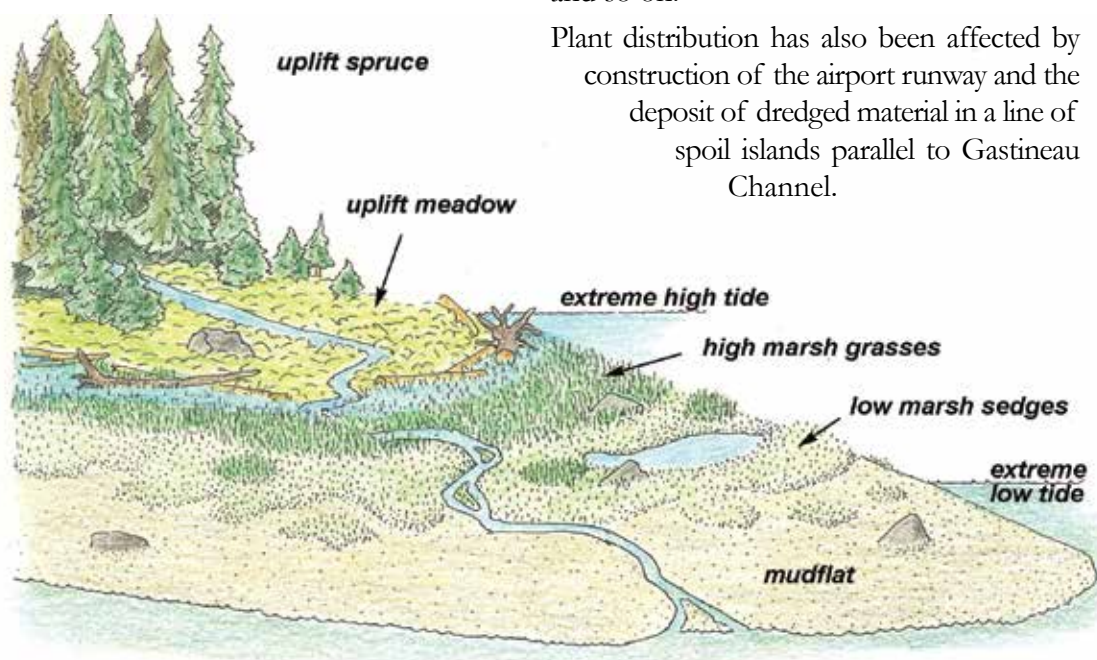 Plant distribution has also been affected by
construction of the airport runway and the
deposit of dredged material in a line of
spoil islands parallel to Gastineau
Channel.
uplift spruce
uplift meadow
extreme high tide
high marsh grasses
low marsh sedges
extreme
low tide
mudflat